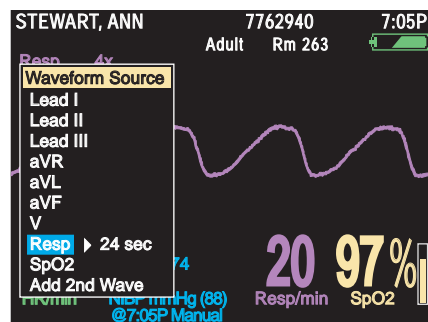 STEWART, ANN 7762940 7:05P
Adult Rm 263
Resp 4x
Waveform Source
Lead I
Lead II
Lead III
aVR
aVL
aVF
V
Resp 24 sec
SpO2
Add 2nd Wave
74
20 97%
HR/min NIBP mmHg (88) Resp/min SpO2
@7:05P Manual